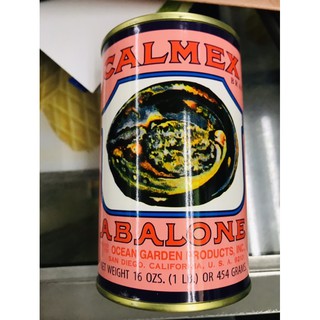 CALMEX
ABALONE
OCEAN GARDEN PRODUCTS, INC.
SAN DIEGO, CALIFORNIA, U. S. A.
NET WEIGHT 16 OZS. (1 LB.) OR 454 GRAMS